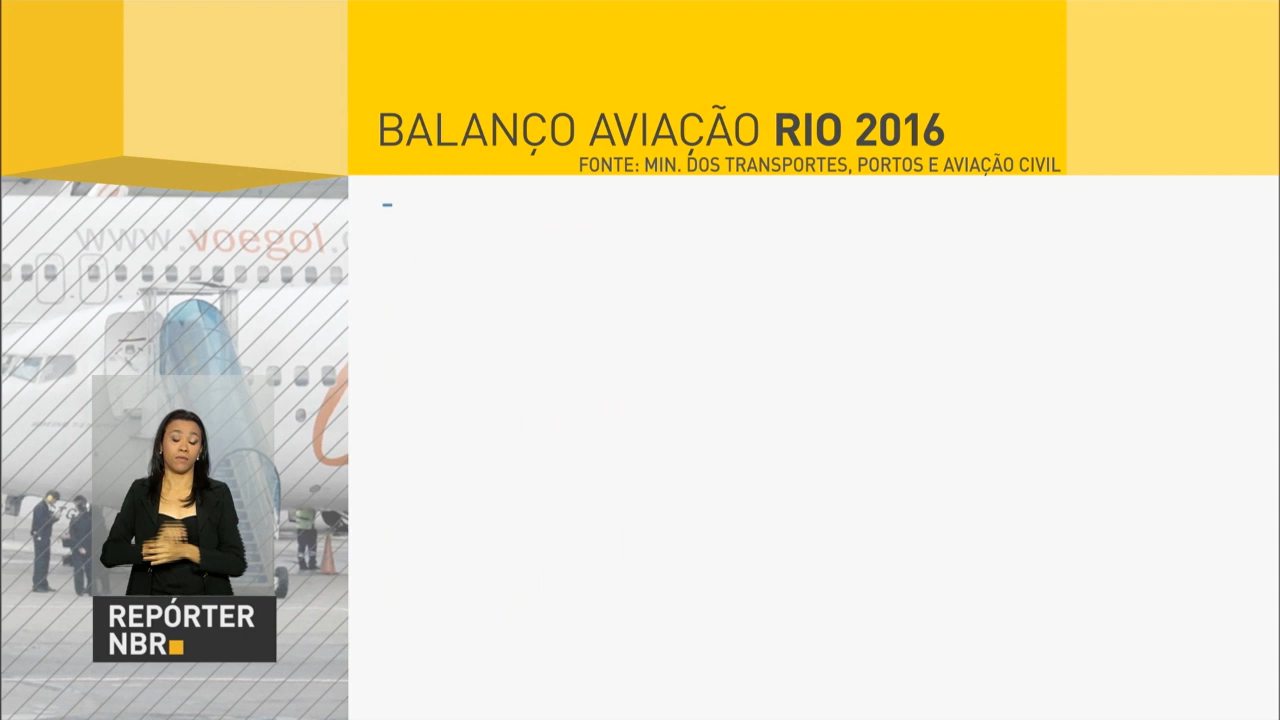 BALANÇO AVIAÇÃO RIO 2016
FONTE: MIN. DOS TRANSPORTES, PORTOS E AVIAÇÃO CIVIL
-
www.voegol.
REPÓRTER
NBR